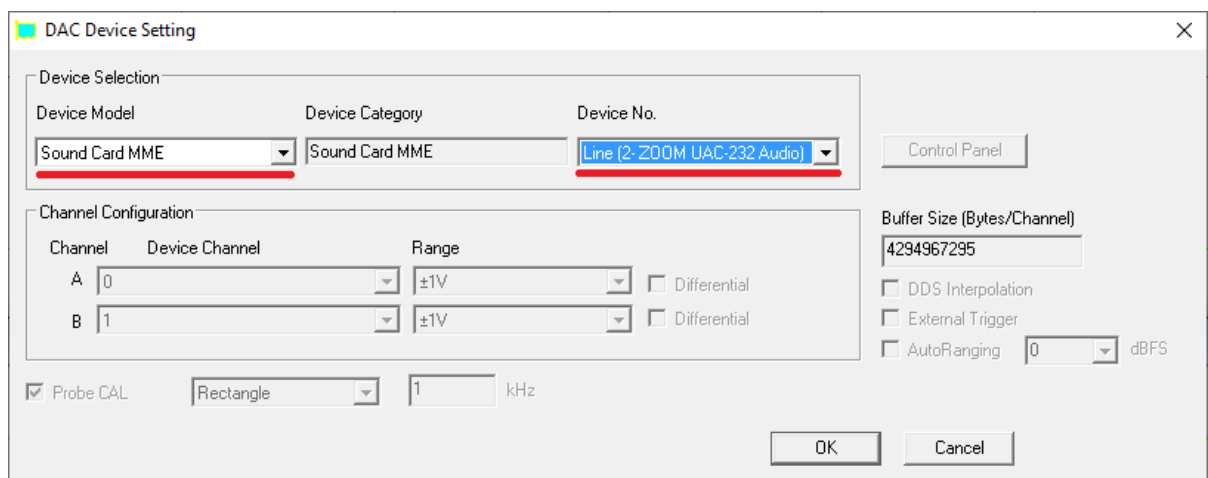 DAC Device Setting
Device Selection
Device Model Device Category Device No.
Sound Card MME Sound Card MME Line (2- ZOOM UAC-232 Audio)
Control Panel
Channel Configuration
Channel Device Channel Range
A 0 ±1V Differential
B 1 ±1V Differential
Buffer Size (Bytes/Channel)
4294967295
DDS Interpolation
External Trigger
AutoRanging 0 dBFS
Probe CAL Rectangle 1 kHz
OK Cancel